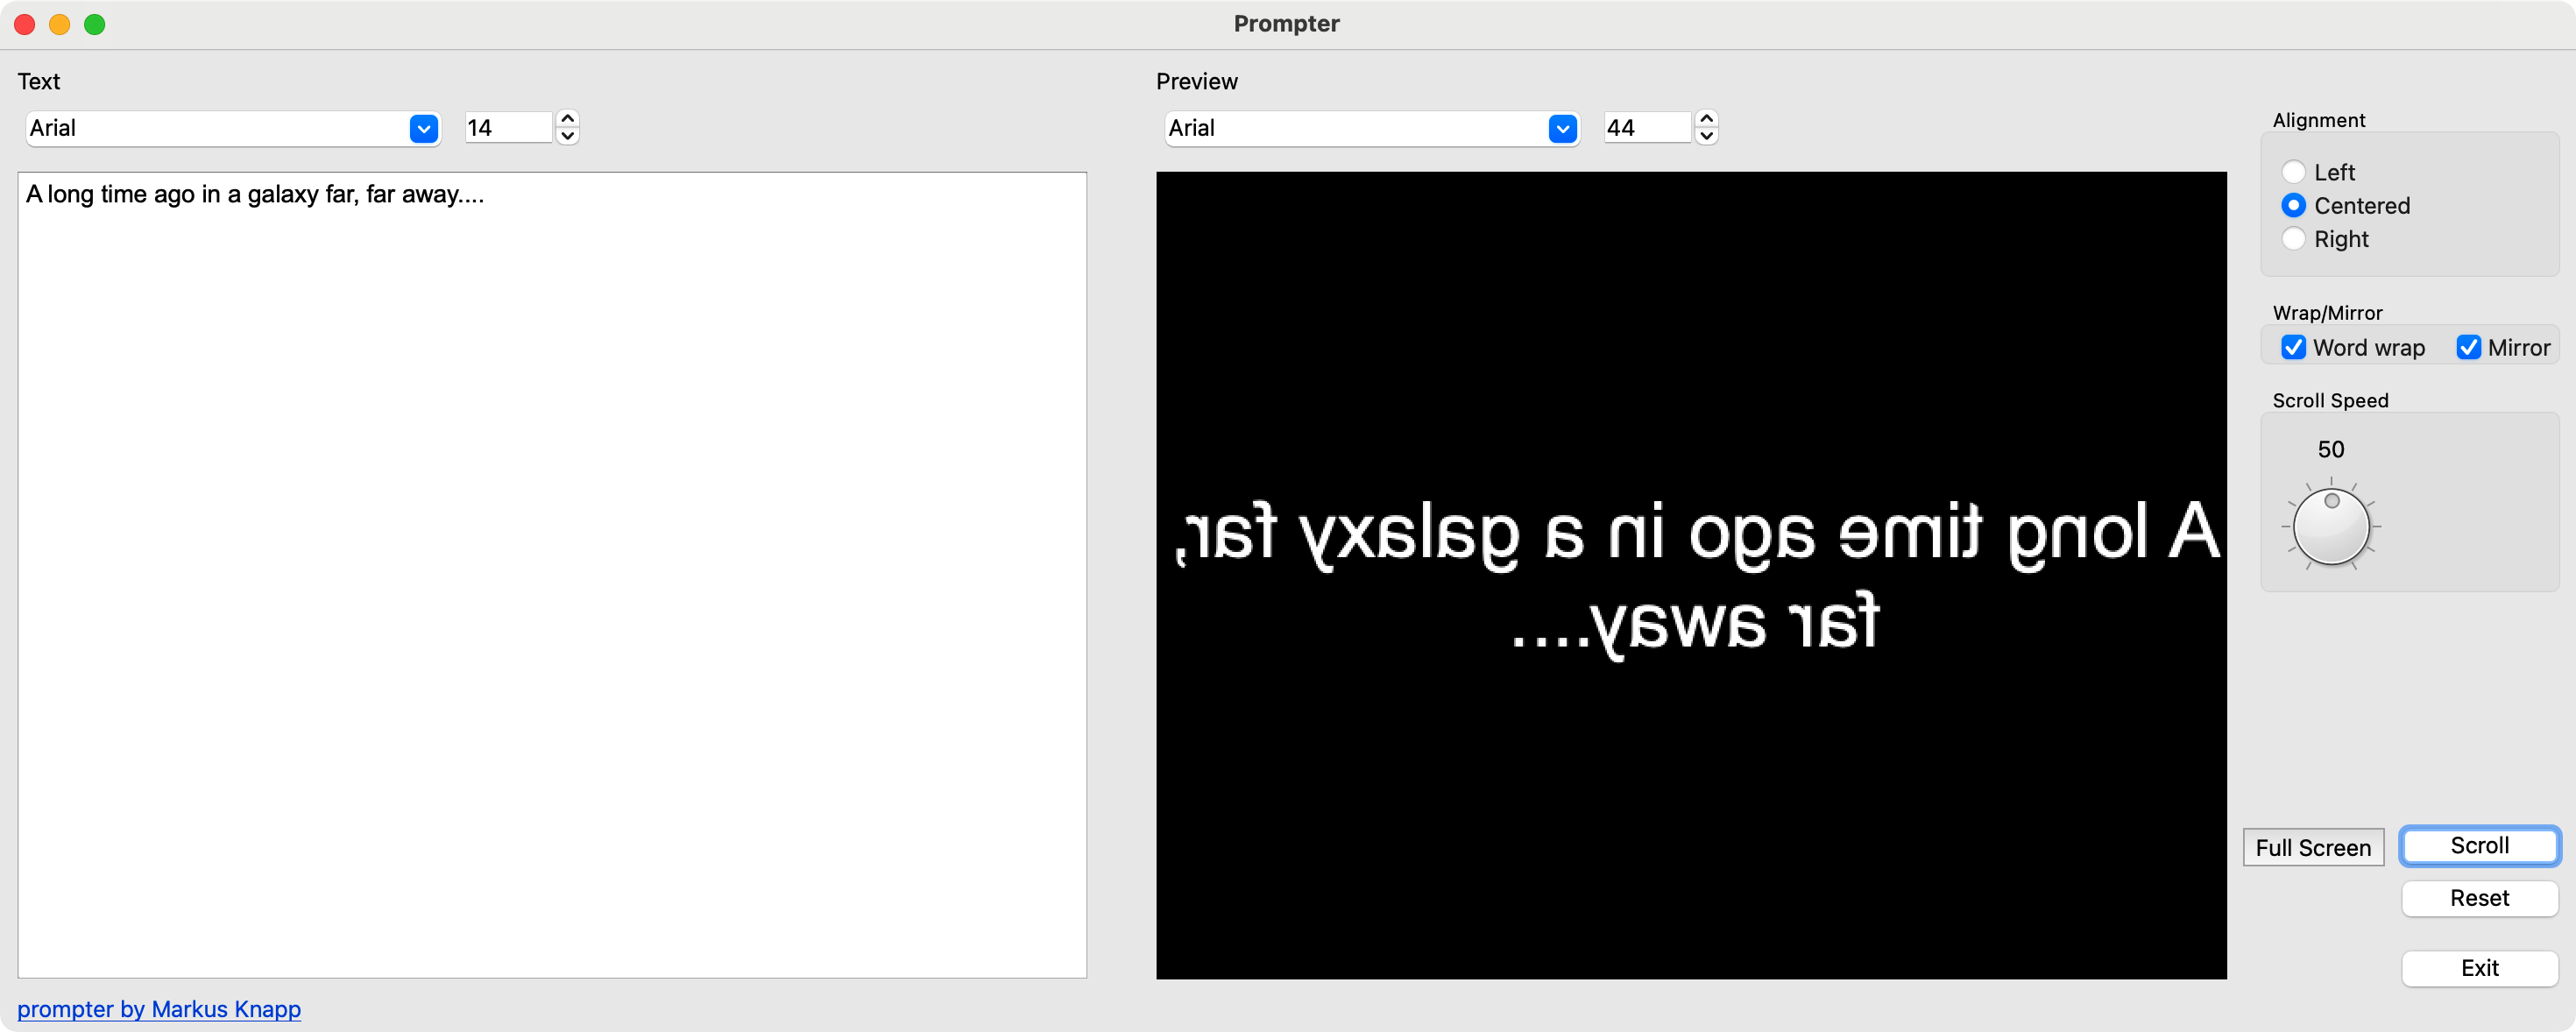 Prompter
Text
Arial
14
A long time ago in a galaxy far, far away....
Preview
Arial
44
A long time ago in a galaxy far,
far away....
Alignment
Left
Centered
Right
Wrap/Mirror
Word wrap
Mirror
Scroll Speed
50
Full Screen
Scroll
Reset
Exit
prompter by Markus Knapp